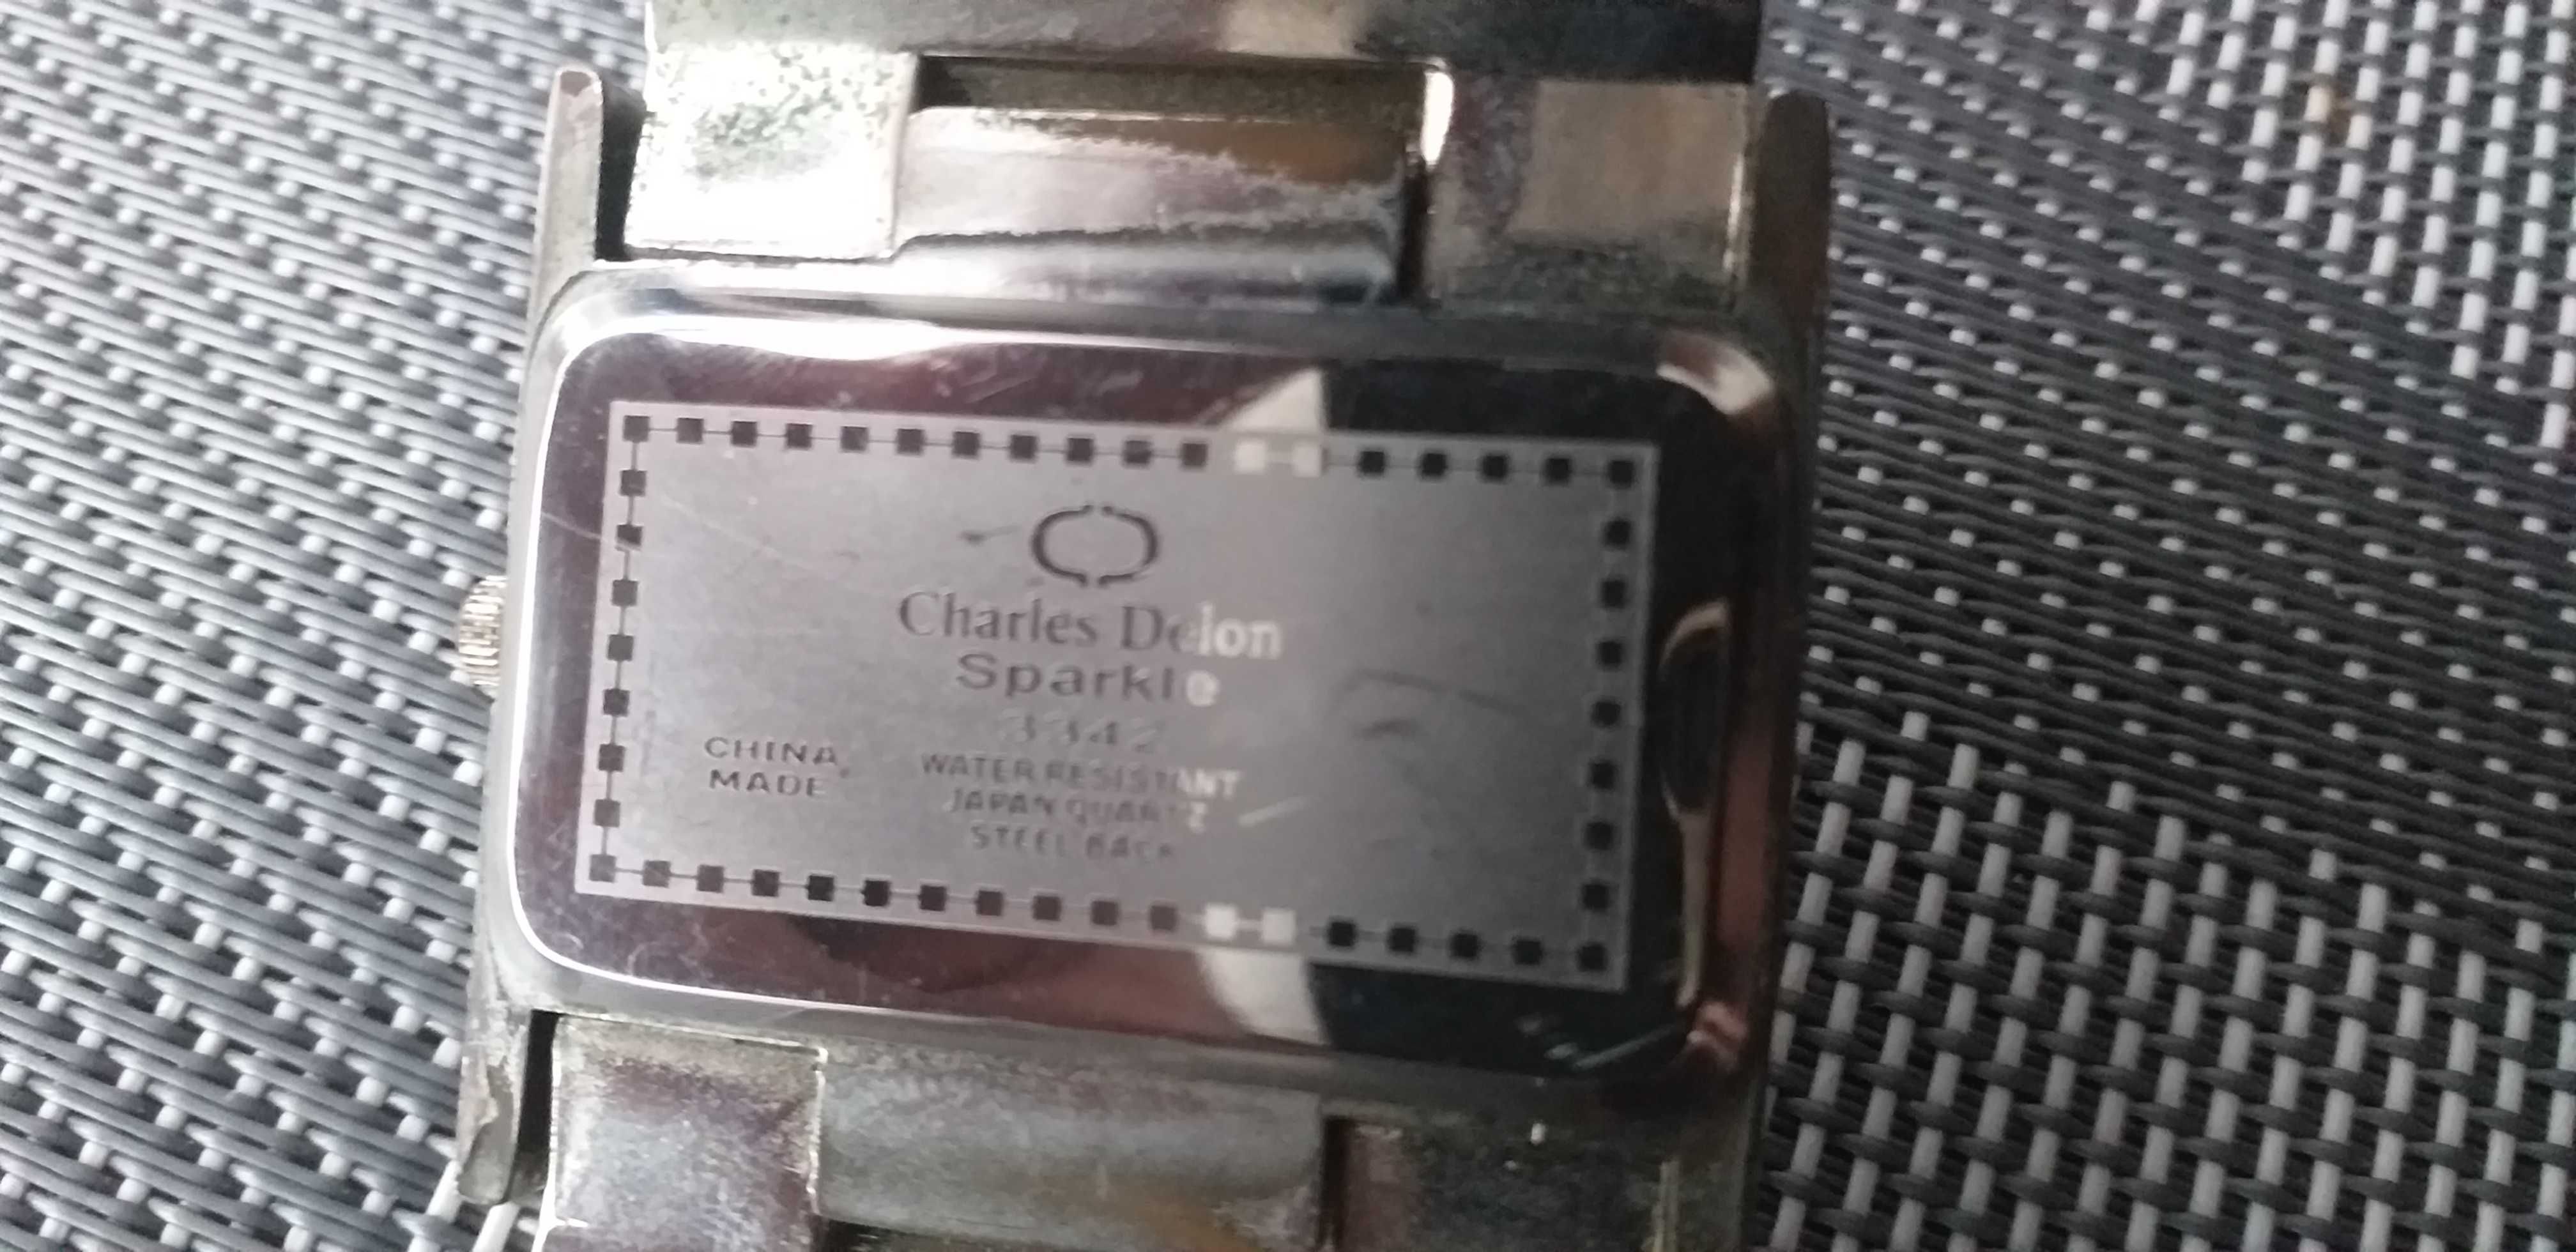 Charles Delon
Sparkle
3342
CHINA
MADE
WATER RESISTANT
JAPAN QUARTZ
STEEL BACK